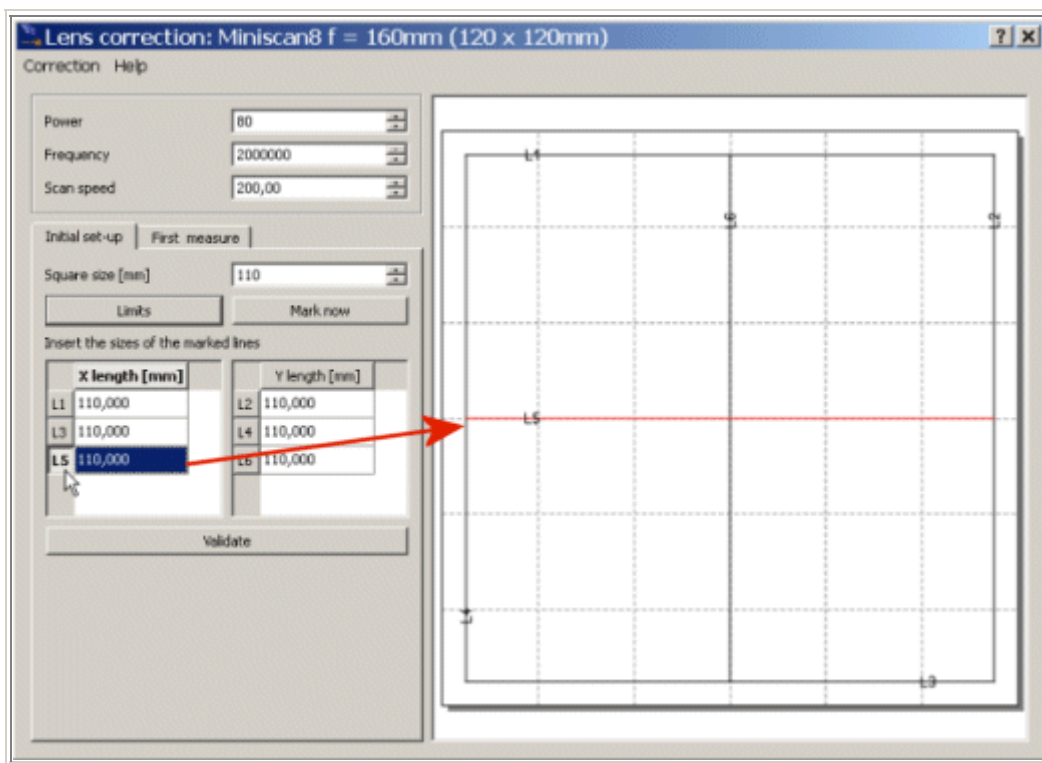 Lens correction: Miniscan8 f = 160mm (120 x 120mm)
Correction Help
Power 80
Frequency 2000000
Scan speed 200,00
Initial set-up First measure
Square size [mm] 110
Limits Mark now
Insert the sizes of the marked lines
X length [mm] Y length [mm]
L1 110,000 L2 110,000
L3 110,000 L4 110,000
L5 110,000 L6 110,000
Validate
L1
L6
L2
L5
L4
L3